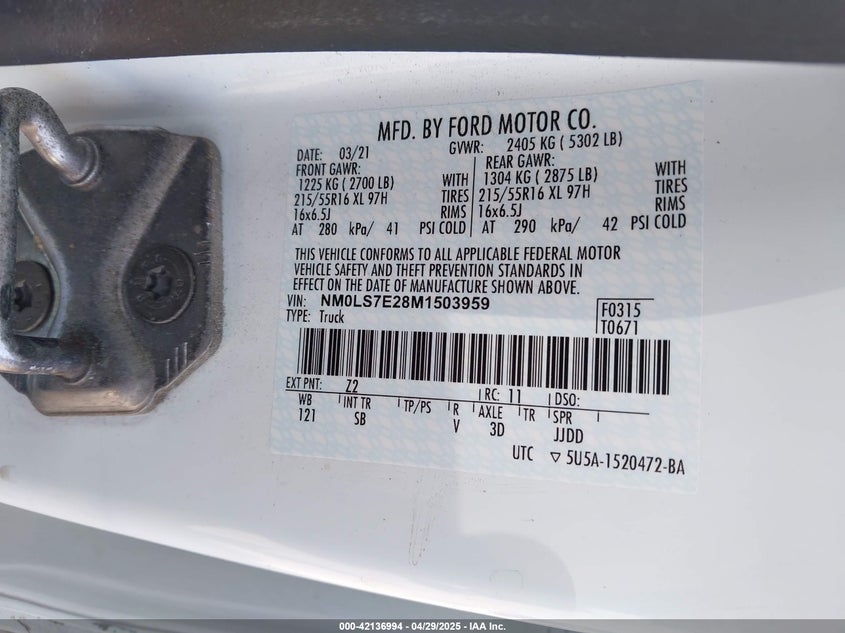 MFD. BY FORD MOTOR CO.
DATE: 03/21 GVWR: 2405 KG ( 5302 LB)
FRONT GAWR: REAR GAWR:
1225 KG ( 2700 LB) WITH 1304 KG ( 2875 LB) WITH
215/55R16 XL 97H TIRES 215/55R16 XL 97H TIRES
16x6.5J RIMS 16x6.5J RIMS
AT 280 kPa/ 41 PSI COLD AT 290 kPa/ 42 PSI COLD
THIS VEHICLE CONFORMS TO ALL APPLICABLE FEDERAL MOTOR
VEHICLE SAFETY AND THEFT PREVENTION STANDARDS IN
EFFECT ON THE DATE OF MANUFACTURE SHOWN ABOVE.
VIN: NM0LS7E28M1503959 F0315
TYPE: Truck T0671
EXT PNT: Z2 RC: 11 DSO:
WB INT TR TP/PS R AXLE TR SPR
121 SB V 3D JJDD
UTC ▽ 5U5A-1520472-BA
000-42136994 - 04/29/2025 - IAA Inc.